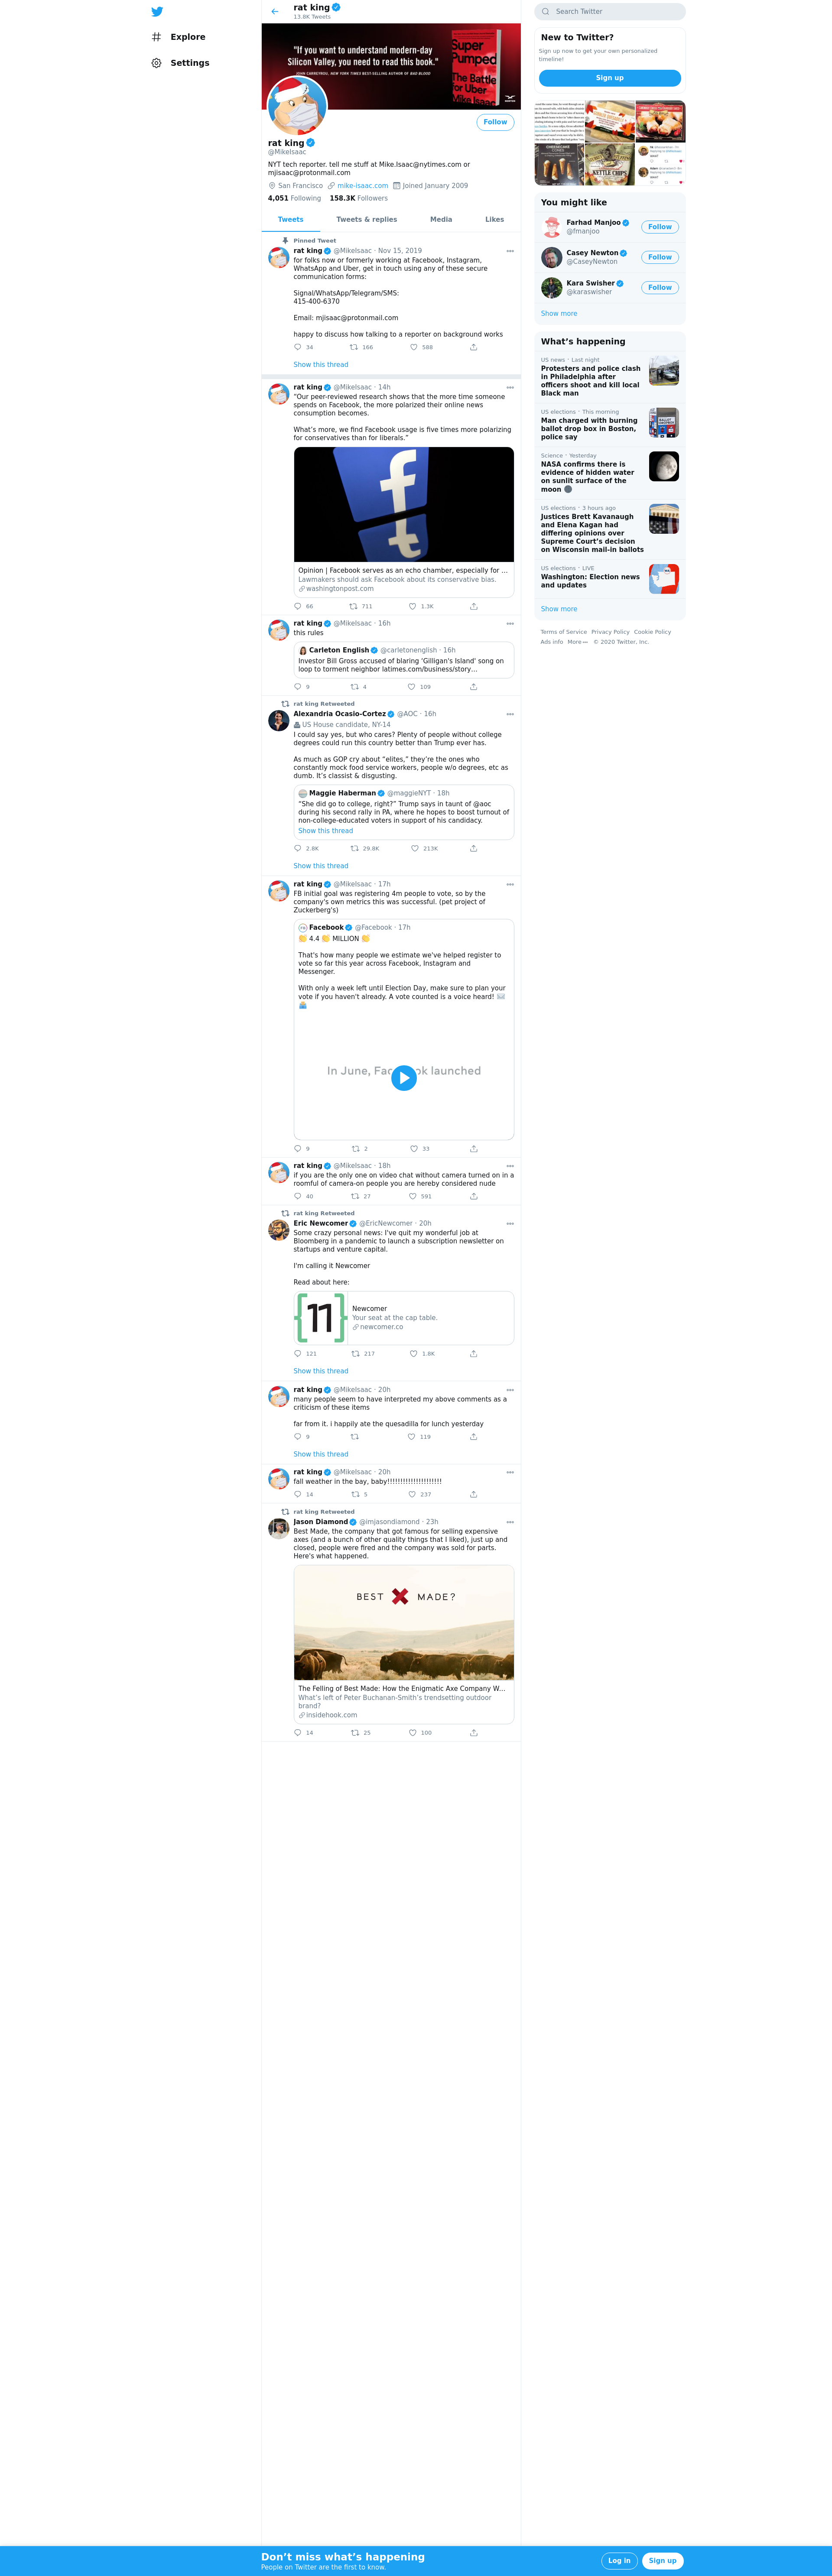 Explore
Settings
rat king
13.8K Tweets
"If you want to understand modern-day
Silicon Valley, you need to read this book."
—JOHN CARREYROU, NEW YORK TIMES BEST-SELLING AUTHOR OF BAD BLOOD
Super
Pumped
The Battle
for Uber
Mike Isaac
Follow
rat king
@MikeIsaac
NYT tech reporter. tell me stuff at Mike.Isaac@nytimes.com or
mjisaac@protonmail.com
San Francisco mike-isaac.com Joined January 2009
4,051 Following 158.3K Followers
Tweets Tweets & replies Media Likes
Pinned Tweet
rat king @MikeIsaac · Nov 15, 2019
for folks now or formerly working at Facebook, Instagram,
WhatsApp and Uber, get in touch using any of these secure
communication forms:
Signal/WhatsApp/Telegram/SMS:
415-400-6370
Email: mjisaac@protonmail.com
happy to discuss how talking to a reporter on background works
34 166 588
Show this thread
rat king @MikeIsaac · 14h
"Our peer-reviewed research shows that the more time someone
spends on Facebook, the more polarized their online news
consumption becomes.
What's more, we find Facebook usage is five times more polarizing
for conservatives than for liberals."
Opinion | Facebook serves as an echo chamber, especially for ...
Lawmakers should ask Facebook about its conservative bias.
washingtonpost.com
66 711 1.3K
rat king @MikeIsaac · 16h
this rules
Carleton English @carletonenglish · 16h
Investor Bill Gross accused of blaring 'Gilligan's Island' song on
loop to torment neighbor latimes.com/business/story…
9 4 109
rat king Retweeted
Alexandria Ocasio-Cortez @AOC · 16h
US House candidate, NY-14
I could say yes, but who cares? Plenty of people without college
degrees could run this country better than Trump ever has.
As much as GOP cry about "elites," they're the ones who
constantly mock food service workers, people w/o degrees, etc as
dumb. It's classist & disgusting.
Maggie Haberman @maggieNYT · 18h
"She did go to college, right?" Trump says in taunt of @aoc
during his second rally in PA, where he hopes to boost turnout of
non-college-educated voters in support of his candidacy.
Show this thread
2.8K 29.8K 213K
Show this thread
rat king @MikeIsaac · 17h
FB initial goal was registering 4m people to vote, so by the
company's own metrics this was successful. (pet project of
Zuckerberg's)
Facebook @Facebook · 17h
👏 4.4 👏 MILLION 👏
That's how many people we estimate we've helped register to
vote so far this year across Facebook, Instagram and
Messenger.
With only a week left until Election Day, make sure to plan your
vote if you haven't already. A vote counted is a voice heard!
In June, Fac ok launched
9 2 33
rat king @MikeIsaac · 18h
if you are the only one on video chat without camera turned on in a
roomful of camera-on people you are hereby considered nude
40 27 591
rat king Retweeted
Eric Newcomer @EricNewcomer · 20h
Some crazy personal news: I've quit my wonderful job at
Bloomberg in a pandemic to launch a subscription newsletter on
startups and venture capital.
I'm calling it Newcomer
Read about here:
{11}
Newcomer
Your seat at the cap table.
newcomer.co
121 217 1.8K
Show this thread
rat king @MikeIsaac · 20h
many people seem to have interpreted my above comments as a
criticism of these items
far from it. i happily ate the quesadilla for lunch yesterday
9 119
Show this thread
rat king @MikeIsaac · 20h
fall weather in the bay, baby!!!!!!!!!!!!!!!!!!!!!
14 5 237
rat king Retweeted
Jason Diamond @imjasondiamond · 23h
Best Made, the company that got famous for selling expensive
axes (and a bunch of other quality things that I liked), just up and
closed, people were fired and the company was sold for parts.
Here's what happened.
BEST MADE?
The Felling of Best Made: How the Enigmatic Axe Company W...
What's left of Peter Buchanan-Smith's trendsetting outdoor
brand?
insidehook.com
14 25 100
Search Twitter
New to Twitter?
Sign up now to get your own personalized
timeline!
Sign up
KETTLE CHIPS
You might like
Farhad Manjoo
@fmanjoo
Follow
Casey Newton
@CaseyNewton
Follow
Kara Swisher
@karaswisher
Follow
Show more
What's happening
US news · Last night
Protesters and police clash
in Philadelphia after
officers shoot and kill local
Black man
US elections · This morning
Man charged with burning
ballot drop box in Boston,
police say
Science · Yesterday
NASA confirms there is
evidence of hidden water
on sunlit surface of the
moon 🌑
US elections · 3 hours ago
Justices Brett Kavanaugh
and Elena Kagan had
differing opinions over
Supreme Court's decision
on Wisconsin mail-in ballots
US elections · LIVE
Washington: Election news
and updates
Show more
Terms of Service Privacy Policy Cookie Policy
Ads info More © 2020 Twitter, Inc.
Don't miss what's happening
People on Twitter are the first to know.
Log in
Sign up